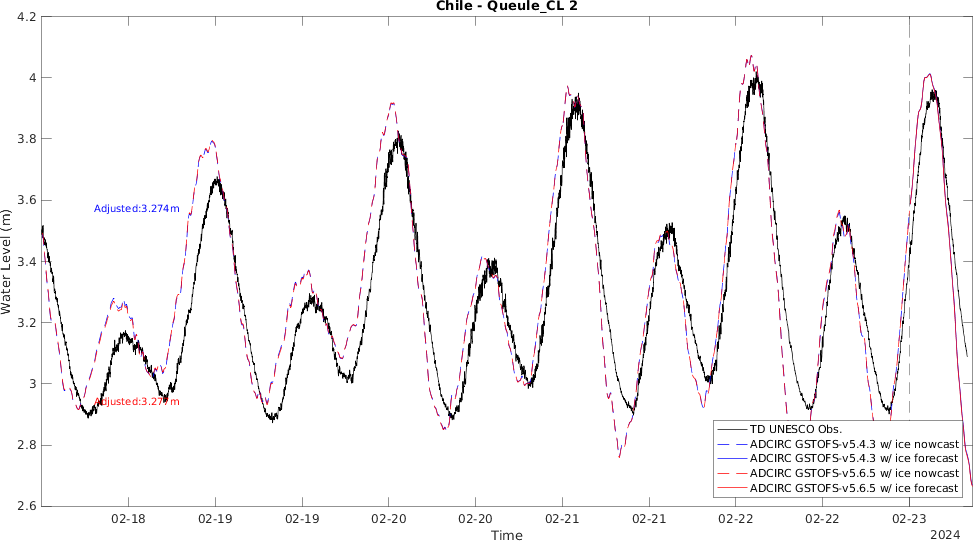 Chile - Queule_CL 2
Water Level (m)
4.2
4
3.8
3.6
3.4
3.2
3
2.8
2.6
Adjusted:3.274m
Adjusted:3.277m
TD UNESCO Obs.
ADCIRC GSTOFS-v5.4.3 w/ ice nowcast
ADCIRC GSTOFS-v5.4.3 w/ ice forecast
ADCIRC GSTOFS-v5.6.5 w/ ice nowcast
ADCIRC GSTOFS-v5.6.5 w/ ice forecast
02-18 02-19 02-19 02-20 02-20 02-21 02-21 02-22 02-22 02-23
Time
2024